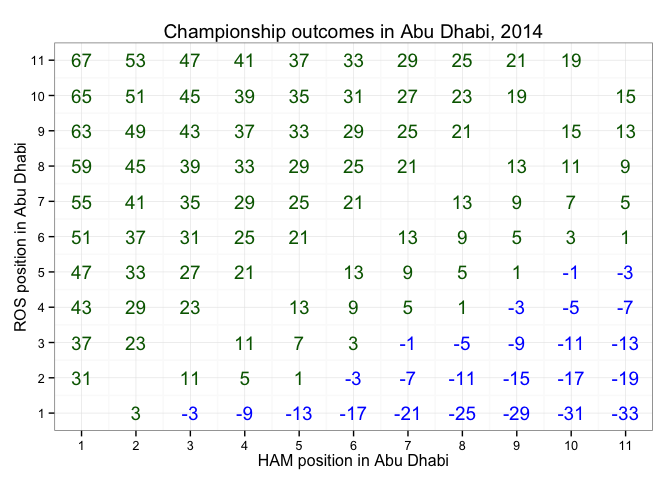 Championship outcomes in Abu Dhabi, 2014
ROS position in Abu Dhabi
11 67 53 47 41 37 33 29 25 21 19
10 65 51 45 39 35 31 27 23 19 15
9 63 49 43 37 33 29 25 21 15 13
8 59 45 39 33 29 25 21 13 11 9
7 55 41 35 29 25 21 13 9 7 5
6 51 37 31 25 21 13 9 5 3 1
5 47 33 27 21 13 9 5 1 -1 -3
4 43 29 23 13 9 5 1 -3 -5 -7
3 37 23 11 7 3 -1 -5 -9 -11 -13
2 31 11 5 1 -3 -7 -11 -15 -17 -19
1 3 -3 -9 -13 -17 -21 -25 -29 -31 -33
1 2 3 4 5 6 7 8 9 10 11
HAM position in Abu Dhabi